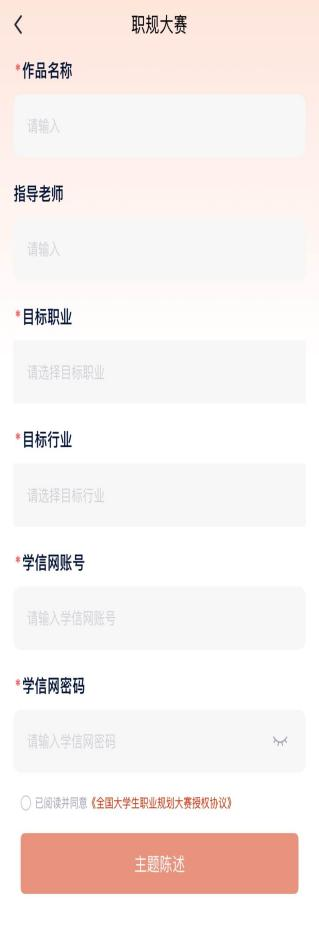 职规大赛
*作品名称
请输入
指导老师
请输入
*目标职业
请选择目标职业
*目标行业
请选择目标行业
*学信网账号
请输入学信网账号
*学信网密码
请输入学信网密码
已阅读并同意《全国大学生职业规划大赛授权协议》
主题陈述